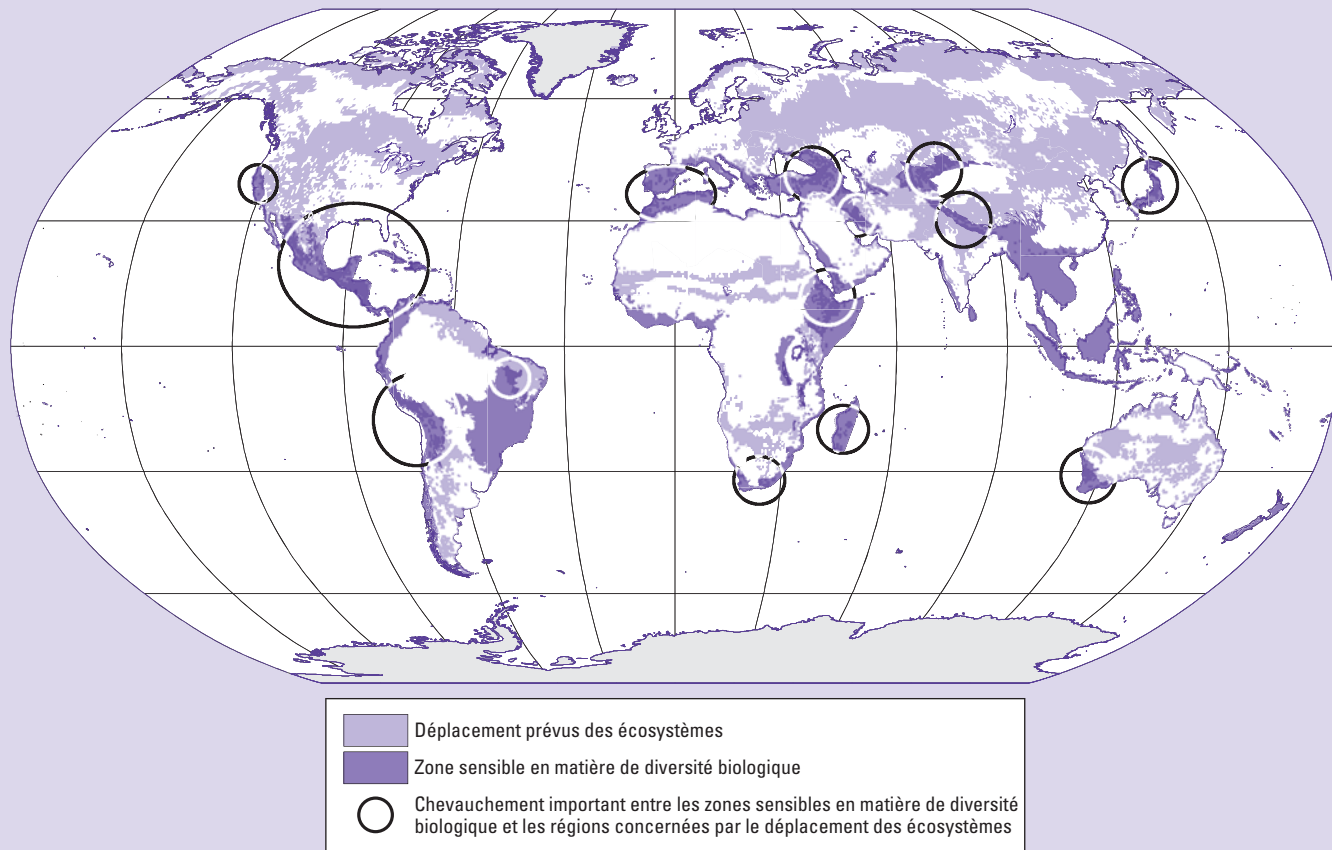 Déplacement prévus des écosystèmes
Zone sensible en matière de diversité biologique
Chevauchement important entre les zones sensibles en matière de diversité
biologique et les régions concernées par le déplacement des écosystèmes